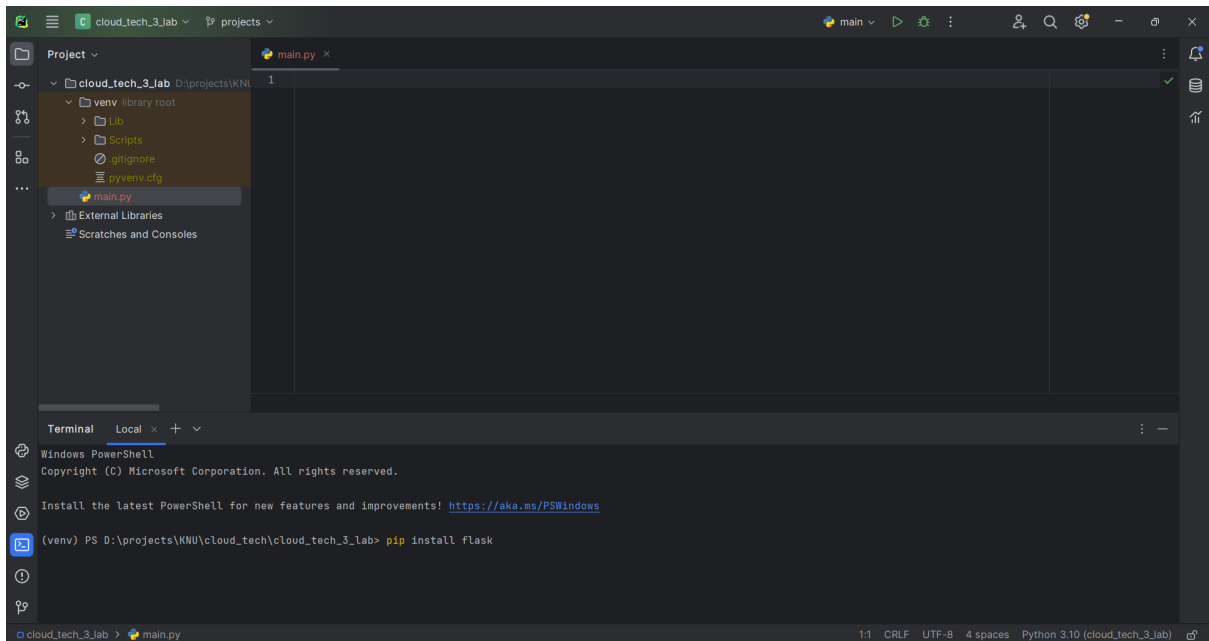 C cloud_tech_3_lab projects main
Project
main.py
cloud_tech_3_lab D:\projects\KNU
1
venv library root
Lib
Scripts
.gitignore
pyvenv.cfg
main.py
External Libraries
Scratches and Consoles
Terminal Local
Windows PowerShell
Copyright (C) Microsoft Corporation. All rights reserved.
Install the latest PowerShell for new features and improvements! https://aka.ms/PSWindows
(venv) PS D:\projects\KNU\cloud_tech\cloud_tech_3_lab> pip install flask
cloud_tech_3_lab > main.py 1:1 CRLF UTF-8 4 spaces Python 3.10 (cloud_tech_3_lab)